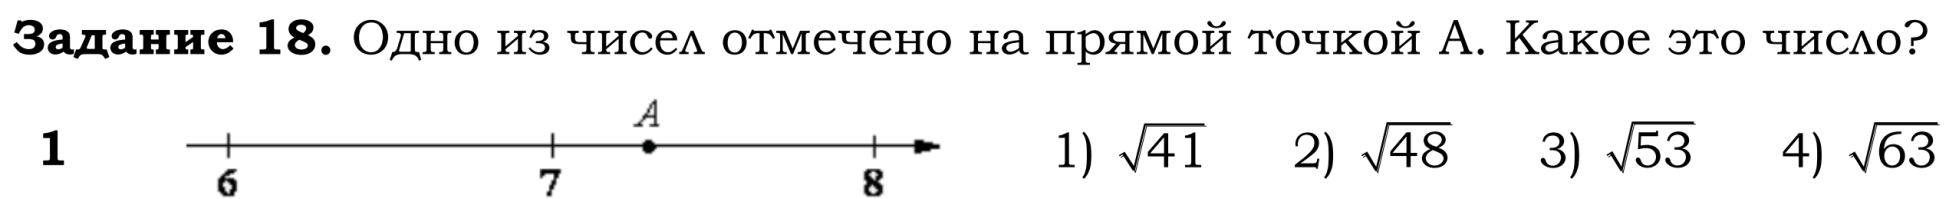 Задание 18. Одно из чисел отмечено на прямой точкой А. Какое это число?
1 A 1) √41 2) √48 3) √53 4) √63
6 7 8